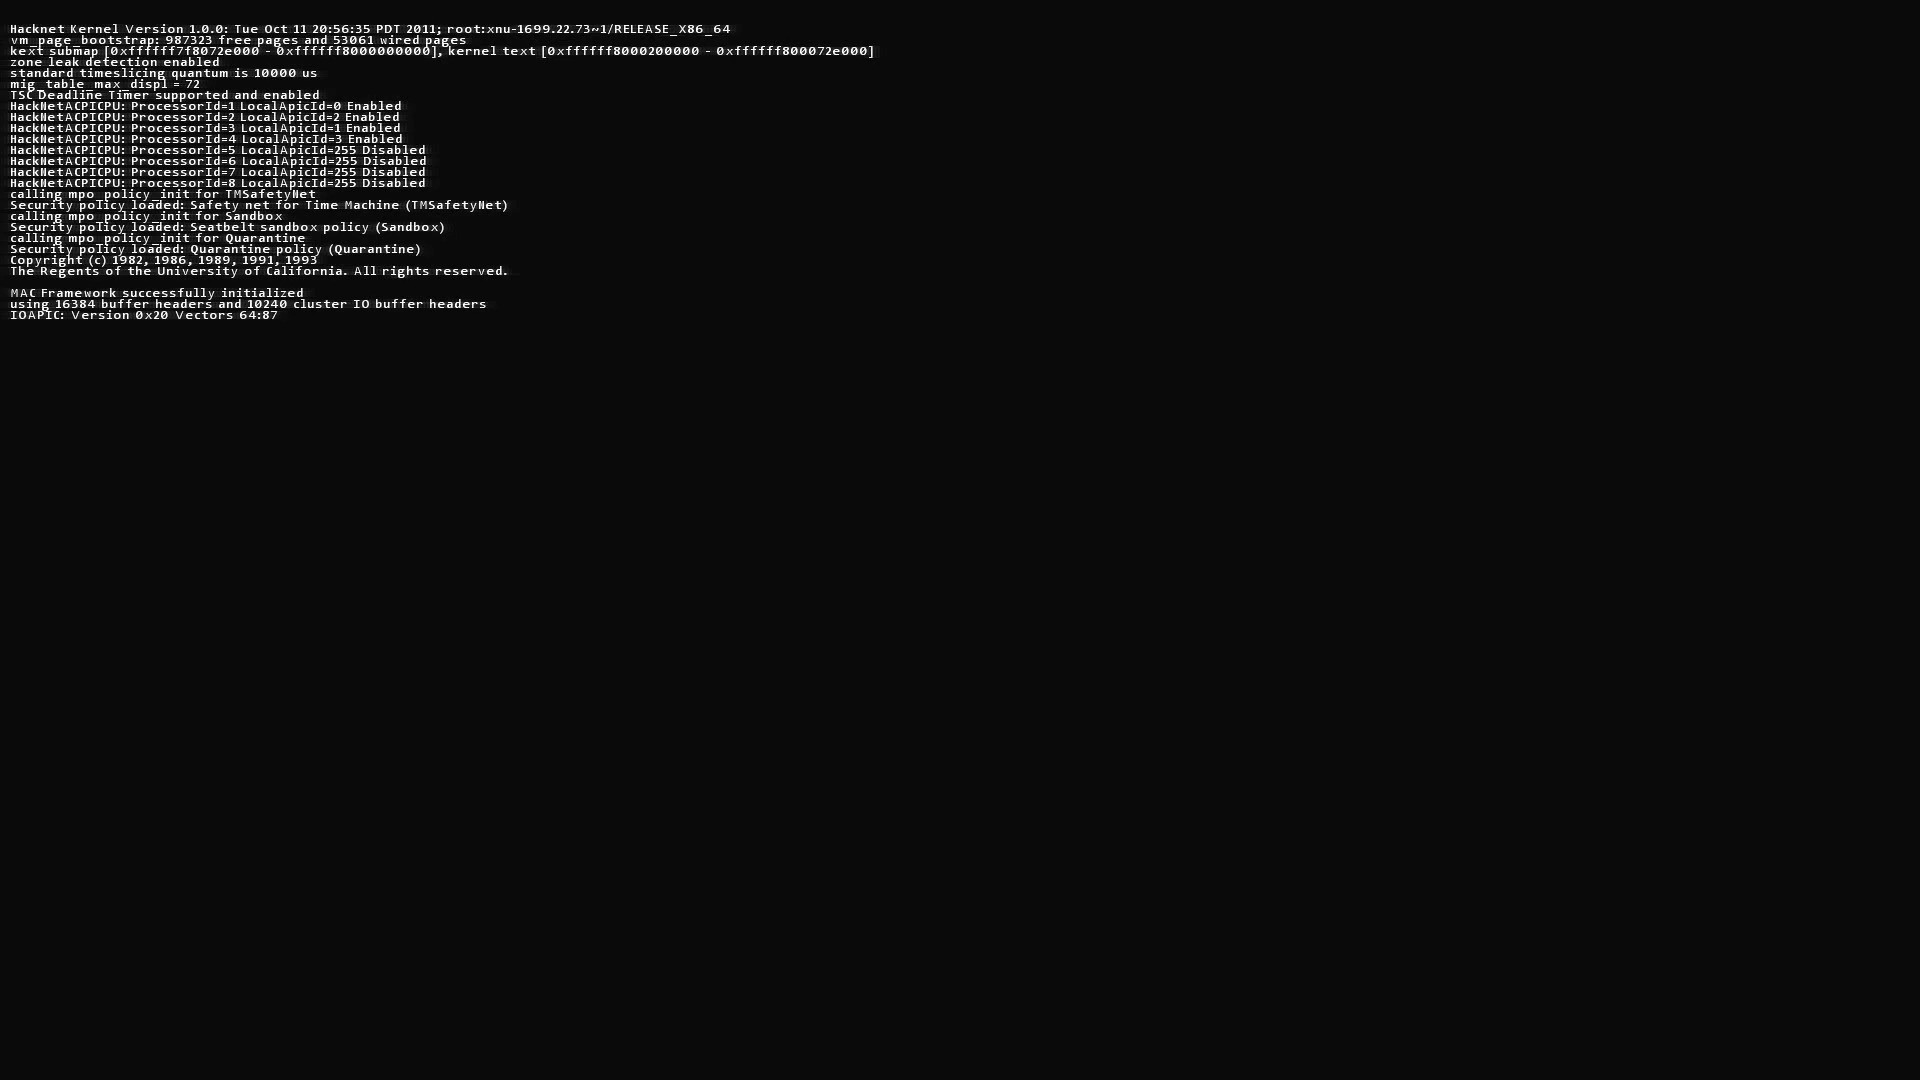 Hacknet Kernel Version 1.0.0: Tue Oct 11 20:56:35 PDT 2011; root:xnu-1699.22.73~1/RELEASE_X86_64
vm_page_bootstrap: 987323 free pages and 53061 wired pages
kext submap [0xffffff7f8072e000 - 0xffffff8000000000], kernel text [0xffffff8000200000 - 0xffffff800072e000]
zone leak detection enabled
standard timeslicing quantum is 10000 us
mig_table_max_displ = 72
TSC Deadline Timer supported and enabled
HackNetACPICPU: ProcessorId=1 LocalApicId=0 Enabled
HackNetACPICPU: ProcessorId=2 LocalApicId=2 Enabled
HackNetACPICPU: ProcessorId=3 LocalApicId=1 Enabled
HackNetACPICPU: ProcessorId=4 LocalApicId=3 Enabled
HackNetACPICPU: ProcessorId=5 LocalApicId=255 Disabled
HackNetACPICPU: ProcessorId=6 LocalApicId=255 Disabled
HackNetACPICPU: ProcessorId=7 LocalApicId=255 Disabled
HackNetACPICPU: ProcessorId=8 LocalApicId=255 Disabled
calling mpo_policy_init for TMSafetyNet
Security policy loaded: Safety net for Time Machine (TMSafetyNet)
calling mpo_policy_init for Sandbox
Security policy loaded: Seatbelt sandbox policy (Sandbox)
calling mpo_policy_init for Quarantine
Security policy loaded: Quarantine policy (Quarantine)
Copyright (c) 1982, 1986, 1989, 1991, 1993
The Regents of the University of California. All rights reserved.
MAC Framework successfully initialized
using 16384 buffer headers and 10240 cluster IO buffer headers
IOAPIC: Version 0x20 Vectors 64:87